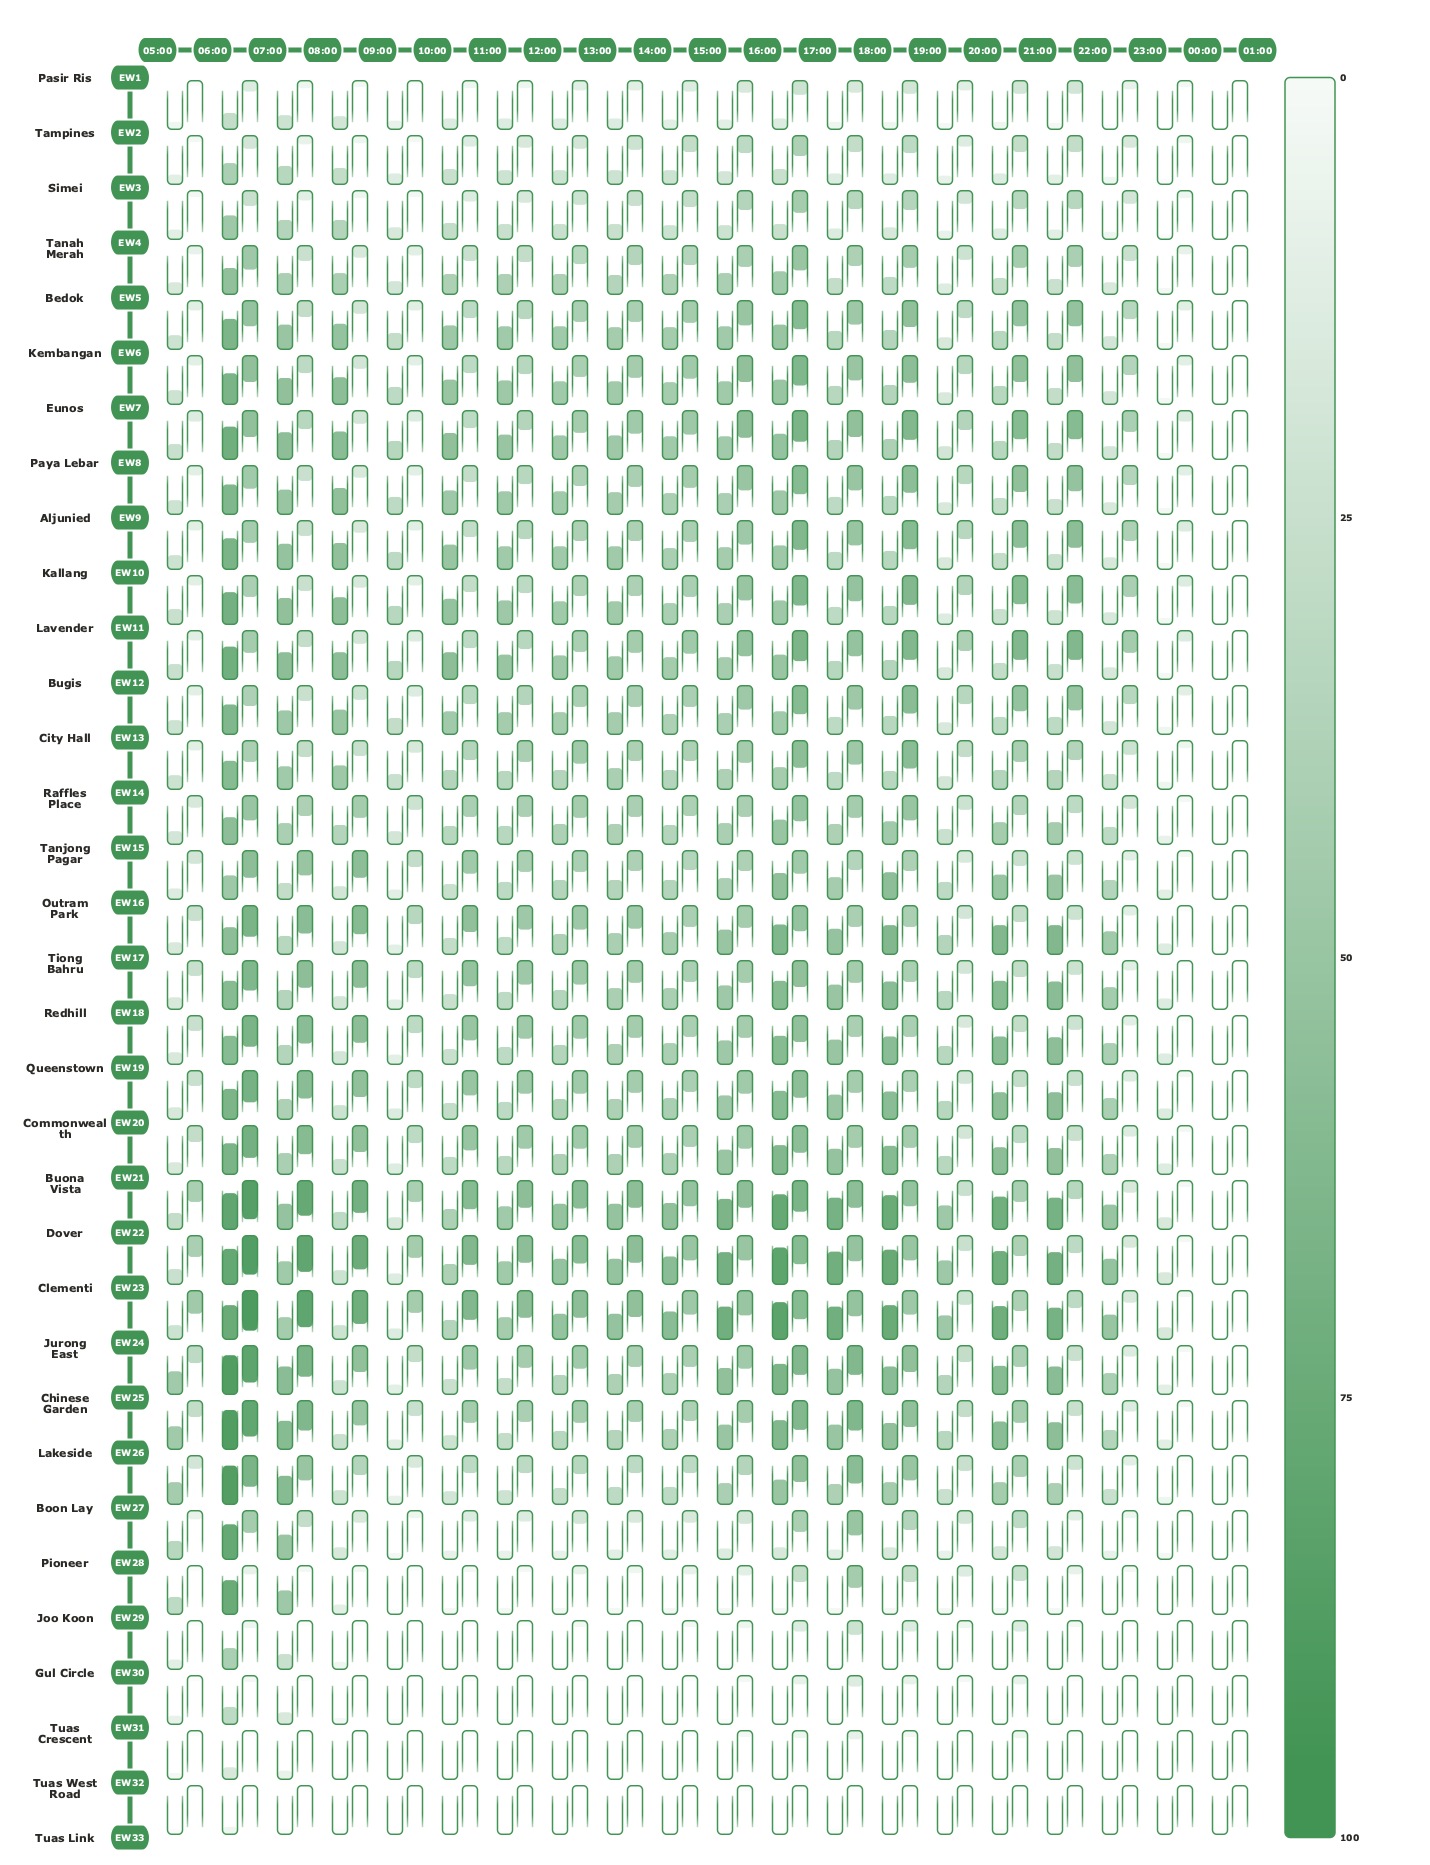 05:00 06:00 07:00 08:00 09:00 10:00 11:00 12:00 13:00 14:00 15:00 16:00 17:00 18:00 19:00 20:00 21:00 22:00 23:00 00:00 01:00
Pasir Ris EW1
0
Tampines EW2
Simei EW3
Tanah
Merah
EW4
Bedok EW5
Kembangan EW6
Eunos EW7
Paya Lebar EW8
Aljunied EW9
25
Kallang EW10
Lavender EW11
Bugis EW12
City Hall EW13
Raffles
Place
EW14
Tanjong
Pagar
EW15
Outram
Park
EW16
Tiong
Bahru
EW17
50
Redhill EW18
Queenstown EW19
Commonweal
th
EW20
Buona
Vista
EW21
Dover EW22
Clementi EW23
Jurong
East
EW24
Chinese
Garden
EW25
75
Lakeside EW26
Boon Lay EW27
Pioneer EW28
Joo Koon EW29
Gul Circle EW30
Tuas
Crescent
EW31
Tuas West
Road
EW32
Tuas Link EW33
100